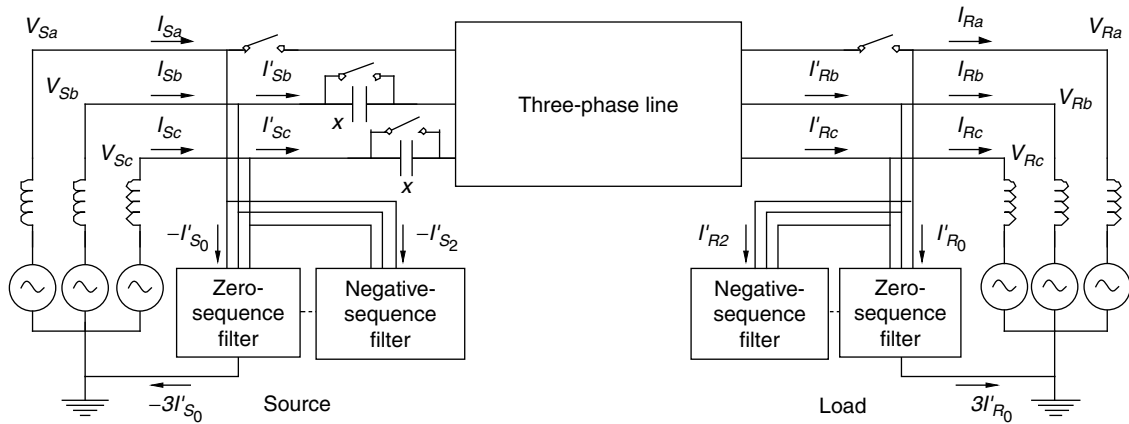 V_Sa
I_Sa
I_Ra
V_Ra
V_Sb
I_Sb
I'_Sb
I'_Rb
I_Rb
V_Rb
x
Three-phase line
V_Sc
I_Sc
I'_Sc
I'_Rc
I_Rc
V_Rc
x
–I'_S0
–I'_S2
I'_R2
I'_R0
Zero-
sequence
filter
Negative-
sequence
filter
Negative-
sequence
filter
Zero-
sequence
filter
–3I'_S0
Source
Load
3I'_R0